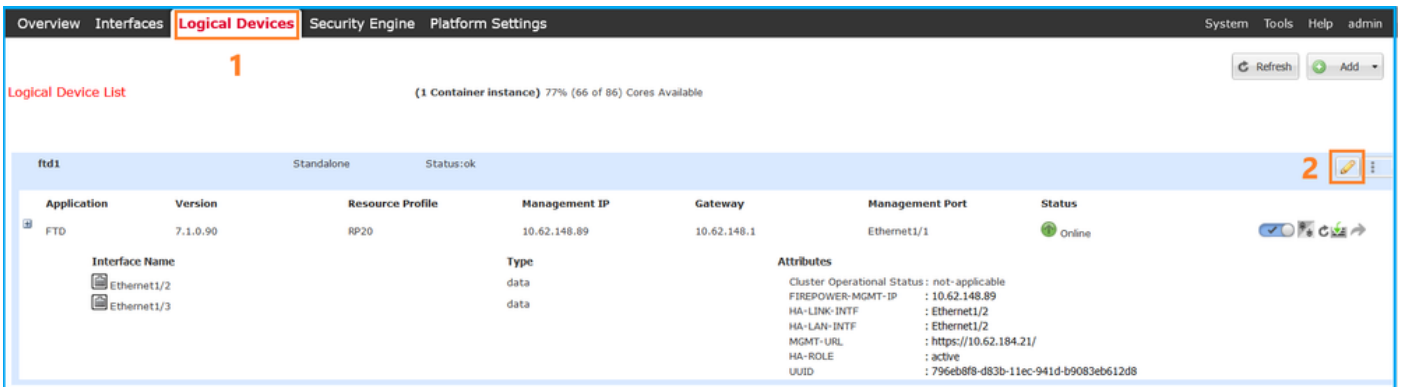 Overview Interfaces Logical Devices Security Engine Platform Settings System Tools Help admin
1
Refresh Add
Logical Device List (1 Container instance) 77% (66 of 86) Cores Available
ftd1 Standalone Status:ok 2
Application Version Resource Profile Management IP Gateway Management Port Status
FTD 7.1.0.90 RP20 10.62.148.89 10.62.148.1 Ethernet1/1 Online
Interface Name Type Attributes
Ethernet1/2 data Cluster Operational Status : not-applicable
FIREPOWER-MGMT-IP : 10.62.148.89
Ethernet1/3 data HA-LINK-INTF : Ethernet1/2
HA-LAN-INTF : Ethernet1/2
MGMT-URL : https://10.62.184.21/
HA-ROLE : active
UUID : 796eb8f8-d83b-11ec-941d-b9083eb612d8